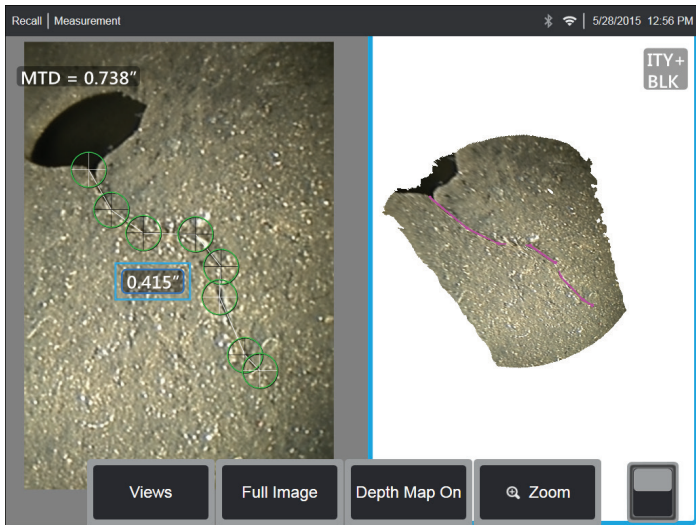 Recall | Measurement
5/28/2015 12:56 PM
MTD = 0.738"
ITY+
BLK
0.415"
Views
Full Image
Depth Map On
Zoom